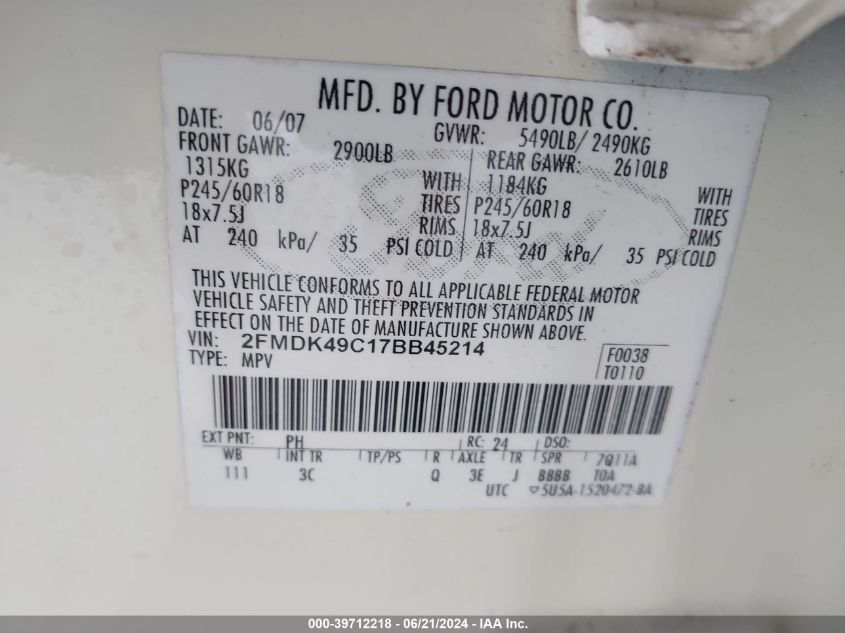 MFD. BY FORD MOTOR CO.
DATE: 06/07 GVWR: 5490LB/ 2490KG
FRONT GAWR: 2900LB REAR GAWR: 2610LB
1315KG WITH 1184KG WITH
P245/60R18 TIRES P245/60R18 TIRES
18x7.5J RIMS 18x7.5J RIMS
AT 240 kPa/ 35 PSI COLD AT 240 kPa/ 35 PSI COLD
THIS VEHICLE CONFORMS TO ALL APPLICABLE FEDERAL MOTOR
VEHICLE SAFETY AND THEFT PREVENTION STANDARDS IN
EFFECT ON THE DATE OF MANUFACTURE SHOWN ABOVE.
VIN: 2FMDK49C17BB45214 F0038
TYPE: MPV T0110
EXT PNT: PH RC: 24 DSO:
WB INT TR TP/PS R AXLE TR SPR 7Q11A
111 3C Q 3E J BBBB T0A
UTC ▽5U5A-1520472-BA
000-39712218 - 06/21/2024 - IAAI Inc.